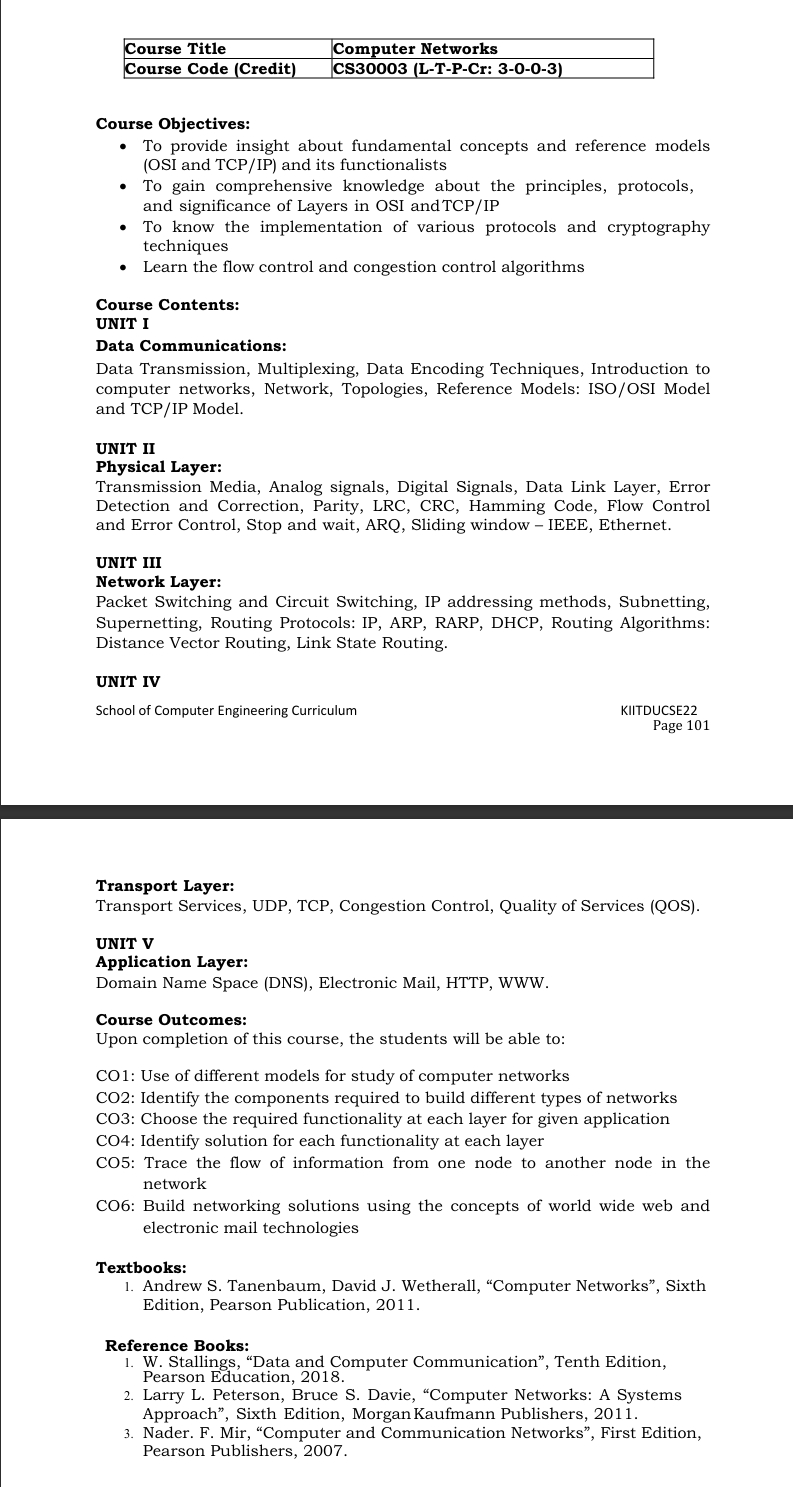 Course Title Computer Networks
Course Code (Credit) CS30003 (L-T-P-Cr: 3-0-0-3)
Course Objectives:
• To provide insight about fundamental concepts and reference models
(OSI and TCP/IP) and its functionalists
• To gain comprehensive knowledge about the principles, protocols,
and significance of Layers in OSI andTCP/IP
• To know the implementation of various protocols and cryptography
techniques
• Learn the flow control and congestion control algorithms
Course Contents:
UNIT I
Data Communications:
Data Transmission, Multiplexing, Data Encoding Techniques, Introduction to
computer networks, Network, Topologies, Reference Models: ISO/OSI Model
and TCP/IP Model.
UNIT II
Physical Layer:
Transmission Media, Analog signals, Digital Signals, Data Link Layer, Error
Detection and Correction, Parity, LRC, CRC, Hamming Code, Flow Control
and Error Control, Stop and wait, ARQ, Sliding window – IEEE, Ethernet.
UNIT III
Network Layer:
Packet Switching and Circuit Switching, IP addressing methods, Subnetting,
Supernetting, Routing Protocols: IP, ARP, RARP, DHCP, Routing Algorithms:
Distance Vector Routing, Link State Routing.
UNIT IV
School of Computer Engineering Curriculum KIITDUCSE22
Page 101
Transport Layer:
Transport Services, UDP, TCP, Congestion Control, Quality of Services (QOS).
UNIT V
Application Layer:
Domain Name Space (DNS), Electronic Mail, HTTP, WWW.
Course Outcomes:
Upon completion of this course, the students will be able to:
CO1: Use of different models for study of computer networks
CO2: Identify the components required to build different types of networks
CO3: Choose the required functionality at each layer for given application
CO4: Identify solution for each functionality at each layer
CO5: Trace the flow of information from one node to another node in the
network
CO6: Build networking solutions using the concepts of world wide web and
electronic mail technologies
Textbooks:
1. Andrew S. Tanenbaum, David J. Wetherall, “Computer Networks”, Sixth
Edition, Pearson Publication, 2011.
Reference Books:
1. W. Stallings, “Data and Computer Communication”, Tenth Edition,
Pearson Education, 2018.
2. Larry L. Peterson, Bruce S. Davie, “Computer Networks: A Systems
Approach”, Sixth Edition, MorganKaufmann Publishers, 2011.
3. Nader. F. Mir, “Computer and Communication Networks”, First Edition,
Pearson Publishers, 2007.